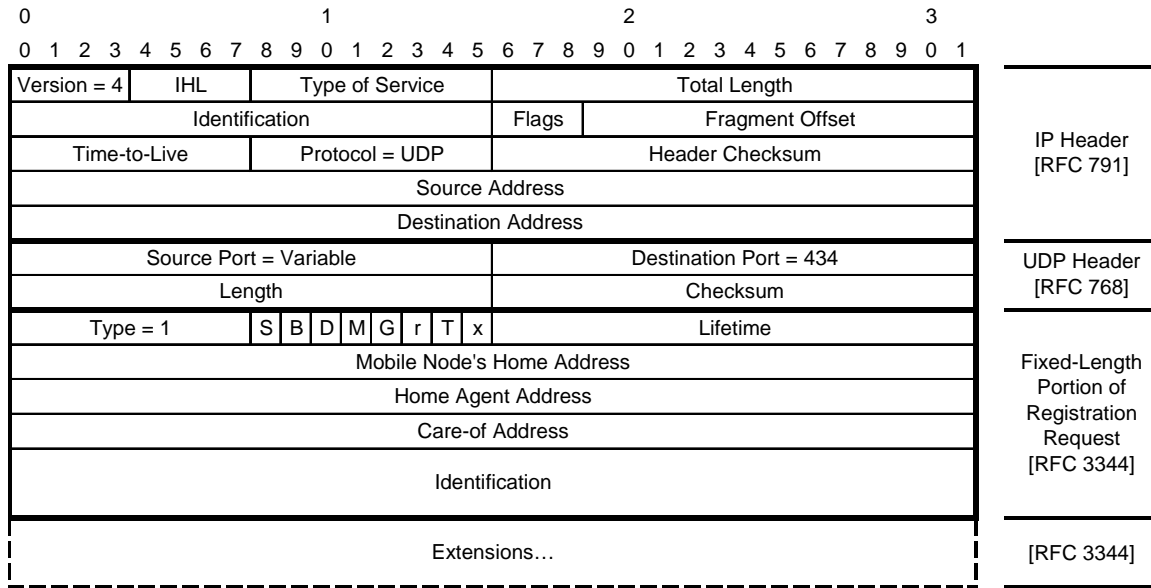 0 1 2 3
0 1 2 3 4 5 6 7 8 9 0 1 2 3 4 5 6 7 8 9 0 1 2 3 4 5 6 7 8 9 0 1
Version = 4 IHL Type of Service Total Length
Identification Flags Fragment Offset
Time-to-Live Protocol = UDP Header Checksum
Source Address
Destination Address
IP Header
[RFC 791]
Source Port = Variable Destination Port = 434
Length Checksum
UDP Header
[RFC 768]
Type = 1 S B D M G r T x Lifetime
Mobile Node's Home Address
Home Agent Address
Care-of Address
Identification
Fixed-Length
Portion of
Registration
Request
[RFC 3344]
Extensions… [RFC 3344]